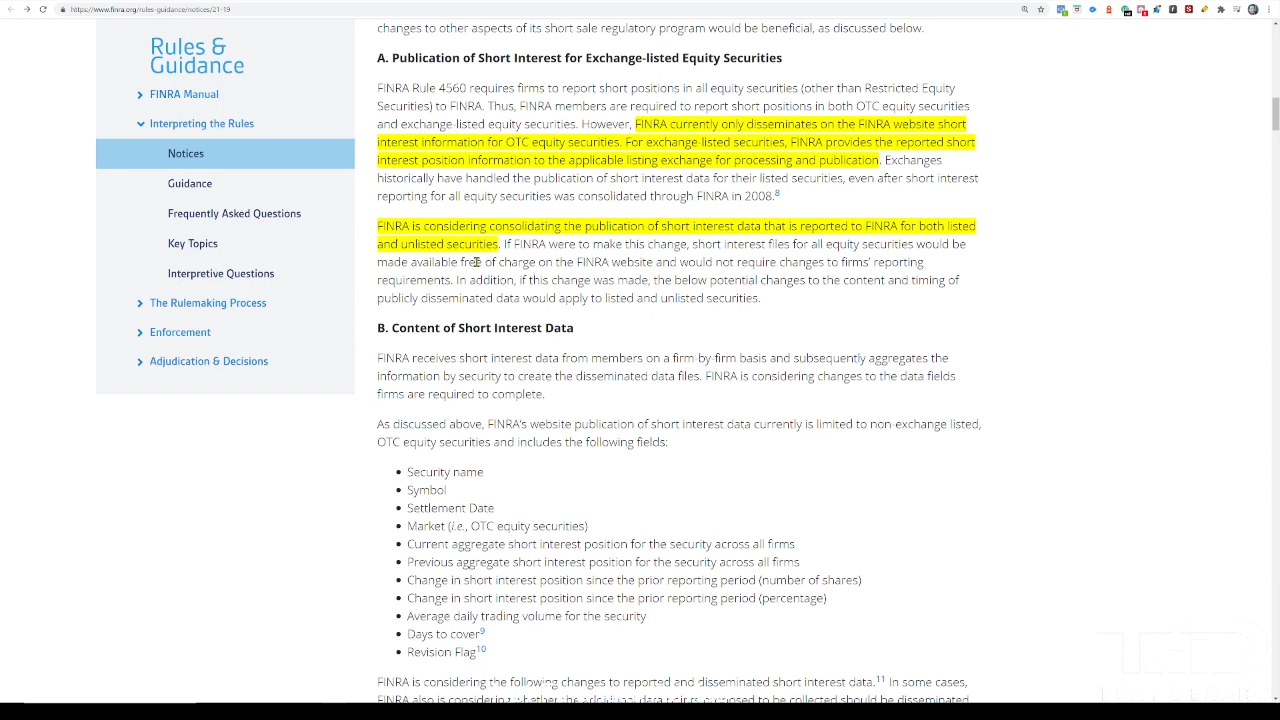 https://www.finra.org/rules-guidance/notices/21-19
Rules &
Guidance
FINRA Manual
Interpreting the Rules
Notices
Guidance
Frequently Asked Questions
Key Topics
Interpretive Questions
The Rulemaking Process
Enforcement
Adjudication & Decisions
changes to other aspects of its short sale regulatory program would be beneficial, as discussed below.
A. Publication of Short Interest for Exchange-listed Equity Securities
FINRA Rule 4560 requires firms to report short positions in all equity securities (other than Restricted Equity
Securities) to FINRA. Thus, FINRA members are required to report short positions in both OTC equity securities
and exchange-listed equity securities. However, FINRA currently only disseminates on the FINRA website short
interest information for OTC equity securities. For exchange-listed securities, FINRA provides the reported short
interest position information to the applicable listing exchange for processing and publication. Exchanges
historically have handled the publication of short interest data for their listed securities, even after short interest
reporting for all equity securities was consolidated through FINRA in 2008.8
FINRA is considering consolidating the publication of short interest data that is reported to FINRA for both listed
and unlisted securities. If FINRA were to make this change, short interest files for all equity securities would be
made available free of charge on the FINRA website and would not require changes to firms' reporting
requirements. In addition, if this change was made, the below potential changes to the content and timing of
publicly disseminated data would apply to listed and unlisted securities.
B. Content of Short Interest Data
FINRA receives short interest data from members on a firm-by-firm basis and subsequently aggregates the
information by security to create the disseminated data files. FINRA is considering changes to the data fields
firms are required to complete.
As discussed above, FINRA's website publication of short interest data currently is limited to non-exchange listed,
OTC equity securities and includes the following fields:
• Security name
• Symbol
• Settlement Date
• Market (i.e., OTC equity securities)
• Current aggregate short interest position for the security across all firms
• Previous aggregate short interest position for the security across all firms
• Change in short interest position since the prior reporting period (number of shares)
• Change in short interest position since the prior reporting period (percentage)
• Average daily trading volume for the security
• Days to cover9
• Revision Flag10
FINRA is considering the following changes to reported and disseminated short interest data.11 In some cases,
FINRA also is considering whether the additional data